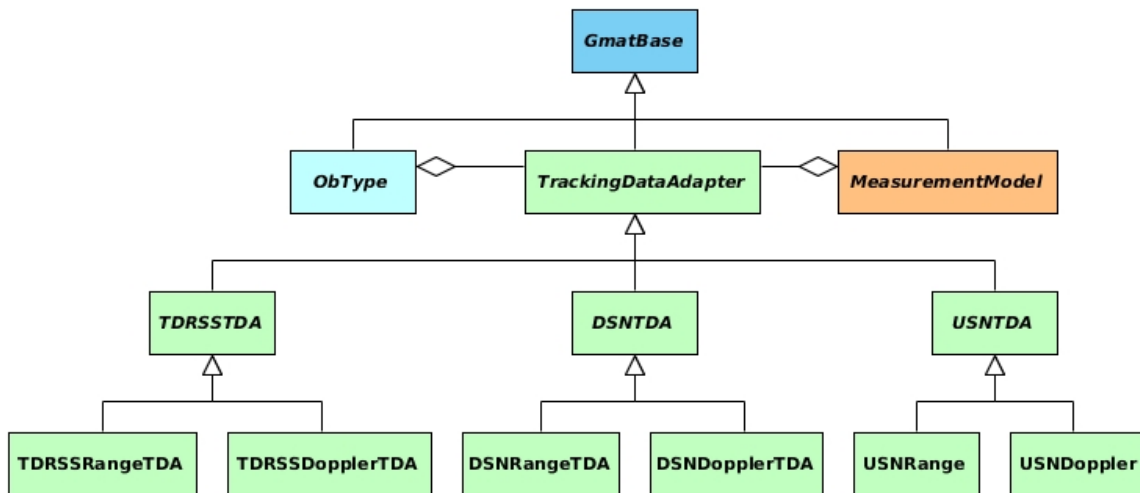 GmatBase
ObType
TrackingDataAdapter
MeasurementModel
TDRSSTDA
DSNTDA
USNTDA
TDRSSRangeTDA
TDRSSDopplerTDA
DSNRangeTDA
DSNDopplerTDA
USNRange
USNDoppler